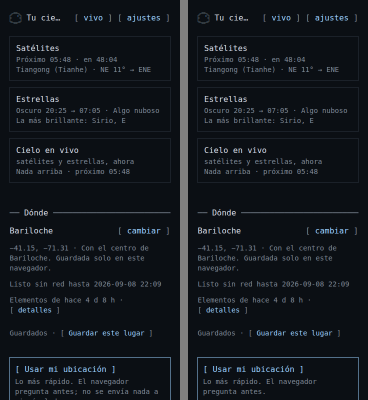 Tu cie… [ vivo ] [ ajustes ]
Satélites
Próximo 05:48 · en 48:04
Tiangong (Tianhe) · NE 11° → ENE
Estrellas
Oscuro 20:25 → 07:05 · Algo nuboso
La más brillante: Sirio, E
Cielo en vivo
satélites y estrellas, ahora
Nada arriba · próximo 05:48
Dónde
Bariloche [ cambiar ]
−41.15, −71.31 · Con el centro de
Bariloche. Guardada solo en este
navegador.
Listo sin red hasta 2026-09-08 22:09
Elementos de hace 4 d 8 h ·
[ detalles ]
Guardados · [ Guardar este lugar ]
[ Usar mi ubicación ]
Lo más rápido. El navegador
pregunta antes; no se envía nada a
Tu cie… [ vivo ] [ ajustes ]
Satélites
Próximo 05:48 · en 48:04
Tiangong (Tianhe) · NE 11° → ENE
Estrellas
Oscuro 20:25 → 07:05 · Algo nuboso
La más brillante: Sirio, E
Cielo en vivo
satélites y estrellas, ahora
Nada arriba · próximo 05:48
Dónde
Bariloche [ cambiar ]
−41.15, −71.31 · Con el centro de
Bariloche. Guardada solo en este
navegador.
Listo sin red hasta 2026-09-08 22:09
Elementos de hace 4 d 8 h ·
[ detalles ]
Guardados · [ Guardar este lugar ]
[ Usar mi ubicación ]
Lo más rápido. El navegador
pregunta antes.